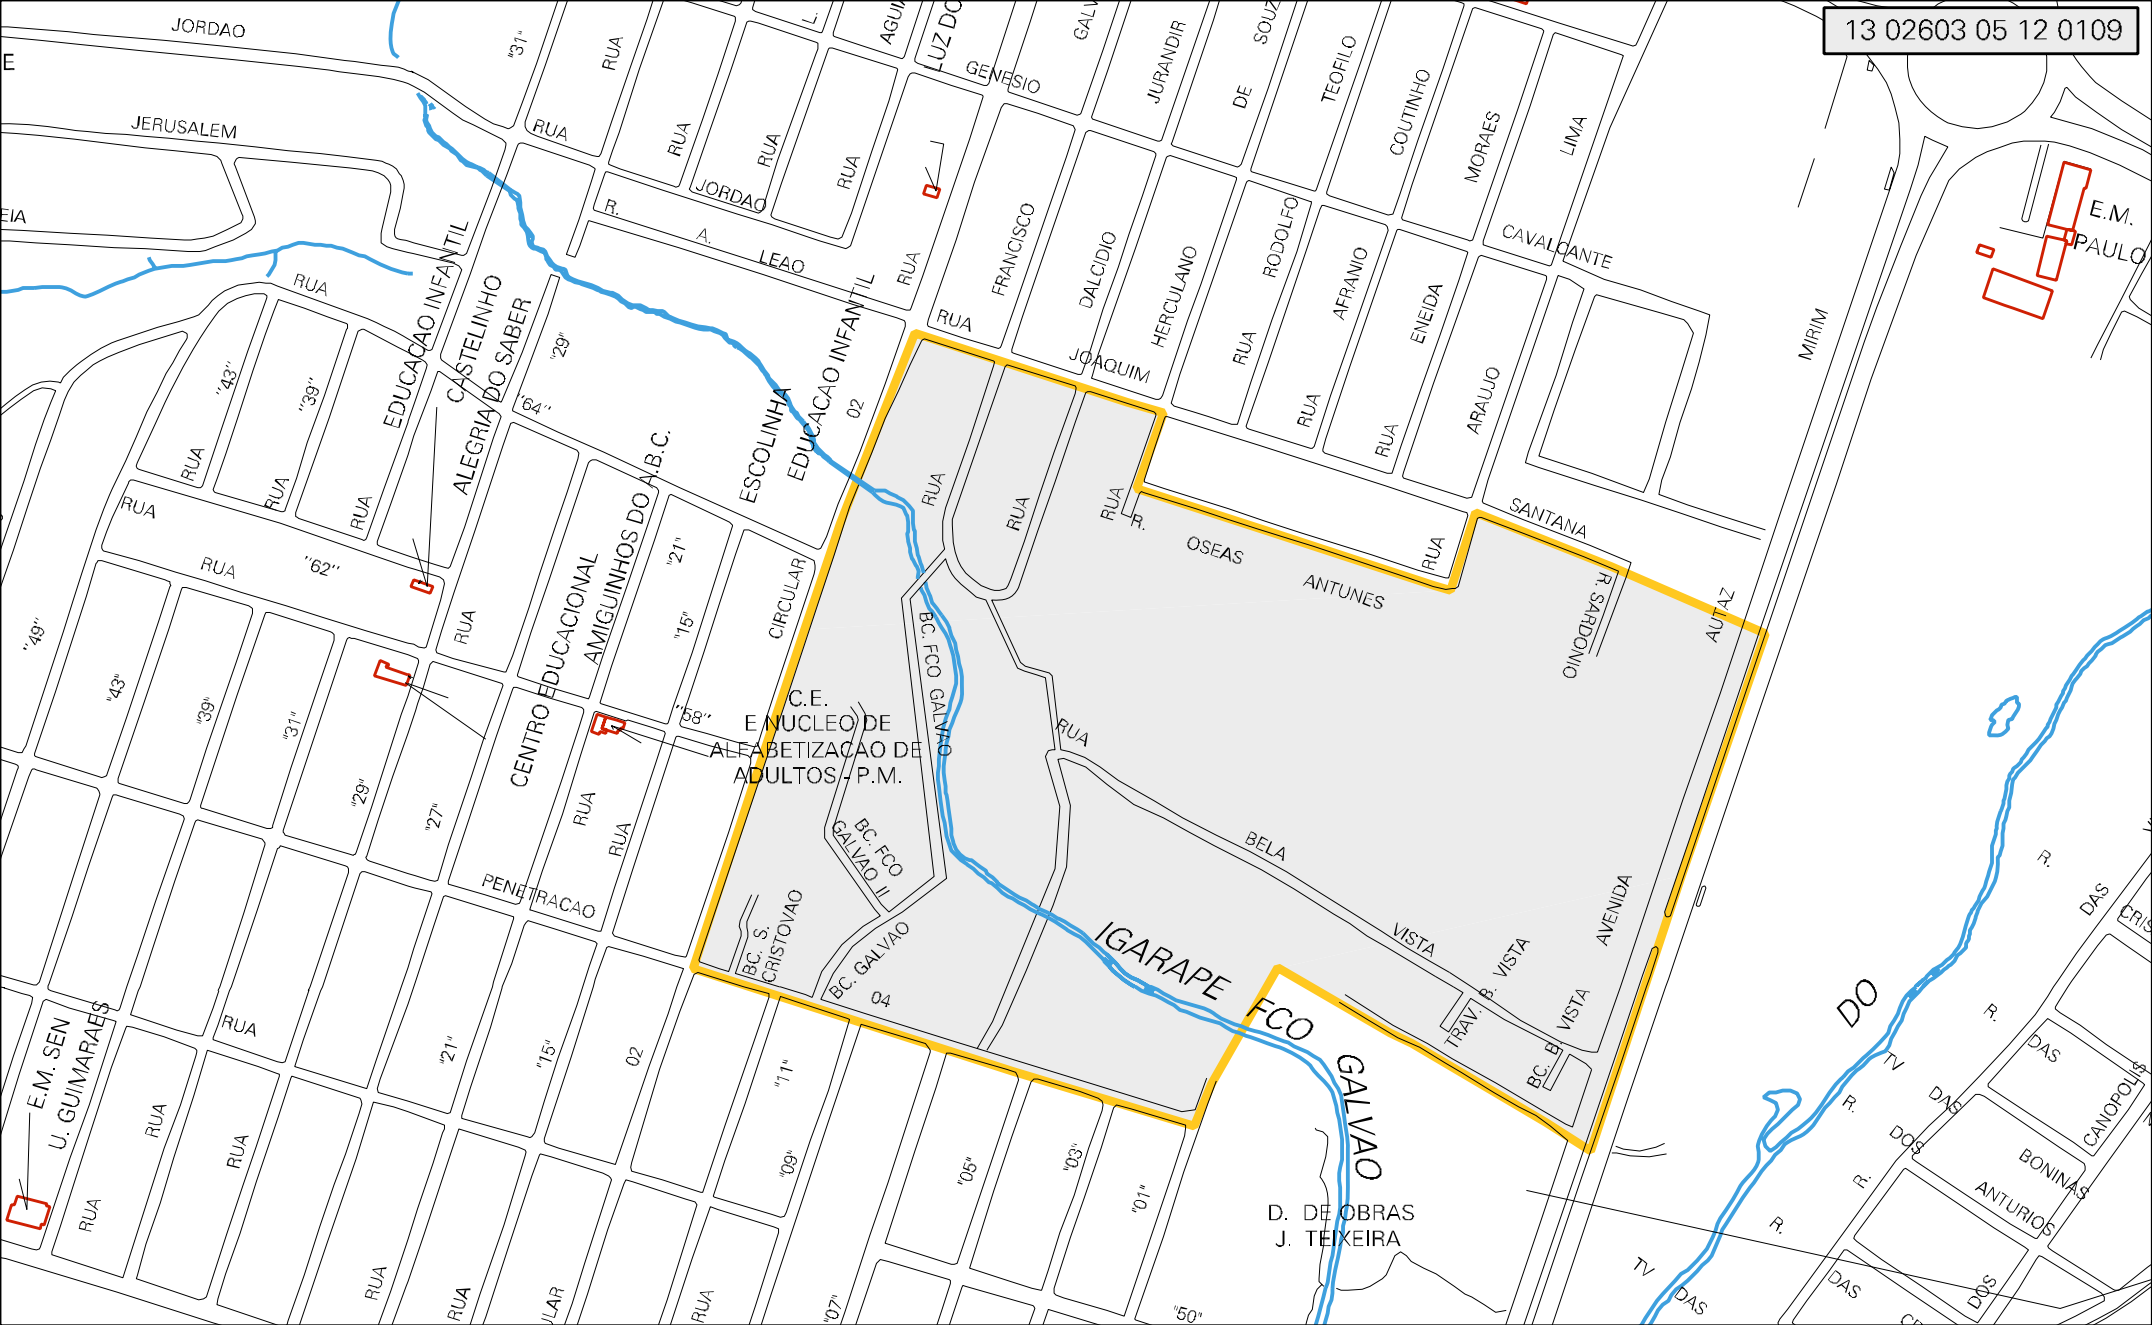 13 02603 05 12 0109
JORDAO
"31"
RUA
L.
LUZ DO
GENESIO
JURANDIR
DE
TEOFILO
COUTINHO
MORAES
LIMA
E
JERUSALEM
RUA
RUA
RUA
RUA
JORDAO
R.
A.
LEAO
RUA
FRANCISCO
DALCIDIO
HERCULANO
RODOLFO
AFRANIO
ENEIDA
ARAUJO
CAVALCANTE
MIRIM
E.M.
PAULO
EIA
RUA
EDUCACAO INFANTIL
CASTELINHO
ALEGRIA DO SABER
"29"
"64"
ESCOLINHA
EDUCACAO INFANTIL
02
RUA
JOAQUIM
RUA
RUA
RUA
SANTANA
"43"
"39"
RUA
RUA
RUA
RUA
RUA
"62"
RUA
CENTRO EDUCACIONAL
AMIGUINHOS DO A.B.C.
"21"
"15"
CIRCULAR
RUA
RUA
RUA
R.
OSEAS
ANTUNES
RUA
R. SARDONIO
AUTAZ
"49"
"43"
"39"
"31"
"29"
"27"
"58"
C.E.
E NUCLEO DE
ALFABETIZACAO DE
ADULTOS - P.M.
BC. FCO GALVAO
RUA
BELA
VISTA
AVENIDA
BC. FCO
GALVAO II
RUA
RUA
PENETRACAO
BC. S.
CRISTOVAO
BC. GALVAO
04
IGARAPE
FCO
GALVAO
TRAV. B. VISTA
BC. B. VISTA
DO
R.
DAS
CRIS
R.
DAS
TV
R.
DAS
DOS
CANOPOLIS
R.
BONINAS
ANTURIOS
R.
E.M. SEN
U. GUIMARAES
RUA
"21"
"15"
02
"11"
RUA
RUA
RUA
"09"
"05"
"03"
"01"
D. DE OBRAS
J. TEIXEIRA
RUA
RUA
ULAR
RUA
"07"
"50"
TV
DAS
DAS
DOS